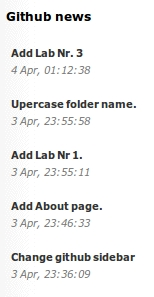 Github news
Add Lab Nr. 3
4 Apr, 01:12:38
Upercase folder name.
3 Apr, 23:55:58
Add Lab Nr 1.
3 Apr, 23:55:11
Add About page.
3 Apr, 23:46:33
Change github sidebar
3 Apr, 23:36:09